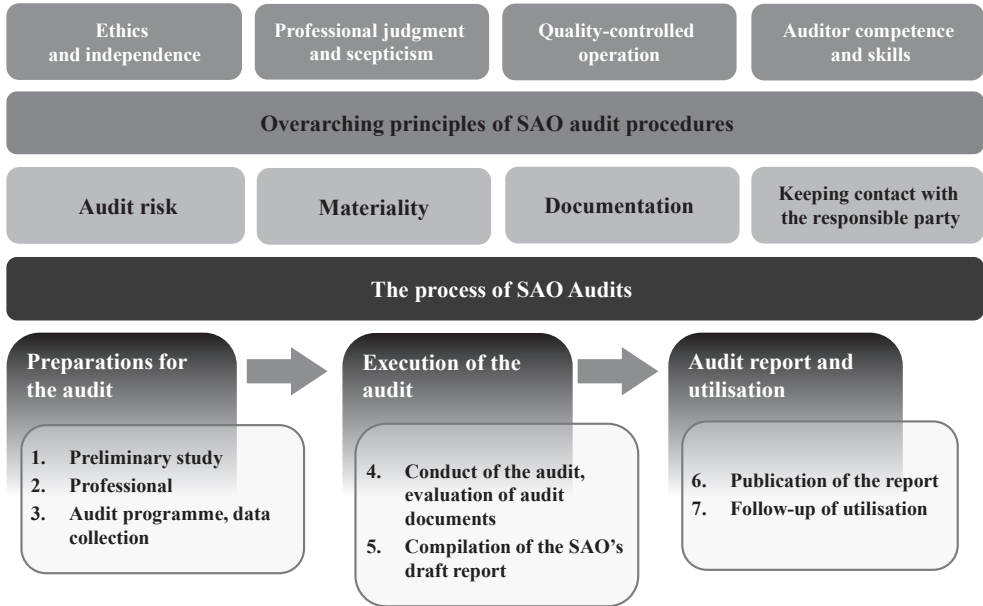 Ethics
and independence
Professional judgment
and scepticism
Quality-controlled
operation
Auditor competence
and skills
Overarching principles of SAO audit procedures
Audit risk
Materiality
Documentation
Keeping contact with
the responsible party
The process of SAO Audits
Preparations for
the audit
1. Preliminary study
2. Professional
3. Audit programme, data
collection
Execution of the
audit
4. Conduct of the audit,
evaluation of audit
documents
5. Compilation of the SAO's
draft report
Audit report and
utilisation
6. Publication of the report
7. Follow-up of utilisation